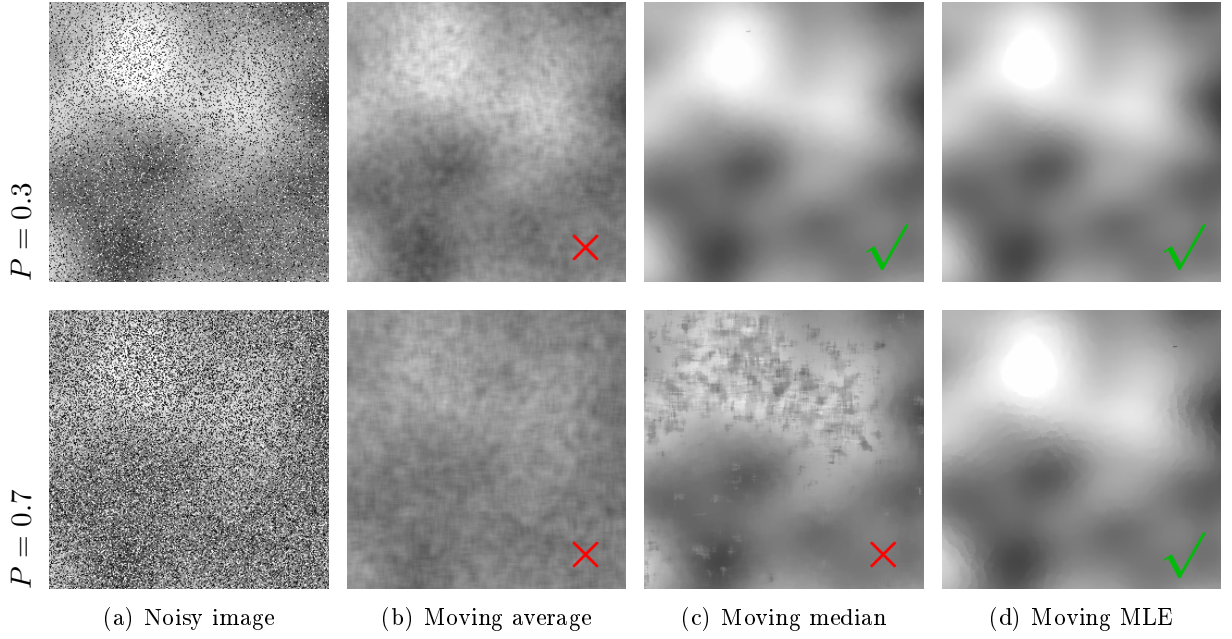 P = 0.3
P = 0.7
(a) Noisy image
(b) Moving average
(c) Moving median
(d) Moving MLE